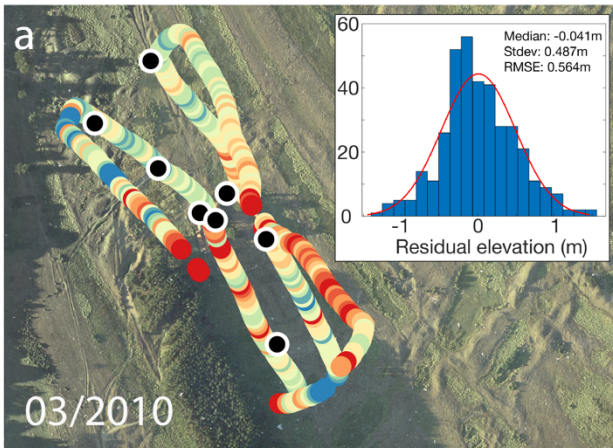 a
60
40
20
0
Median: -0.041m
Stdev: 0.487m
RMSE: 0.564m
-1 0 1
Residual elevation (m)
03/2010